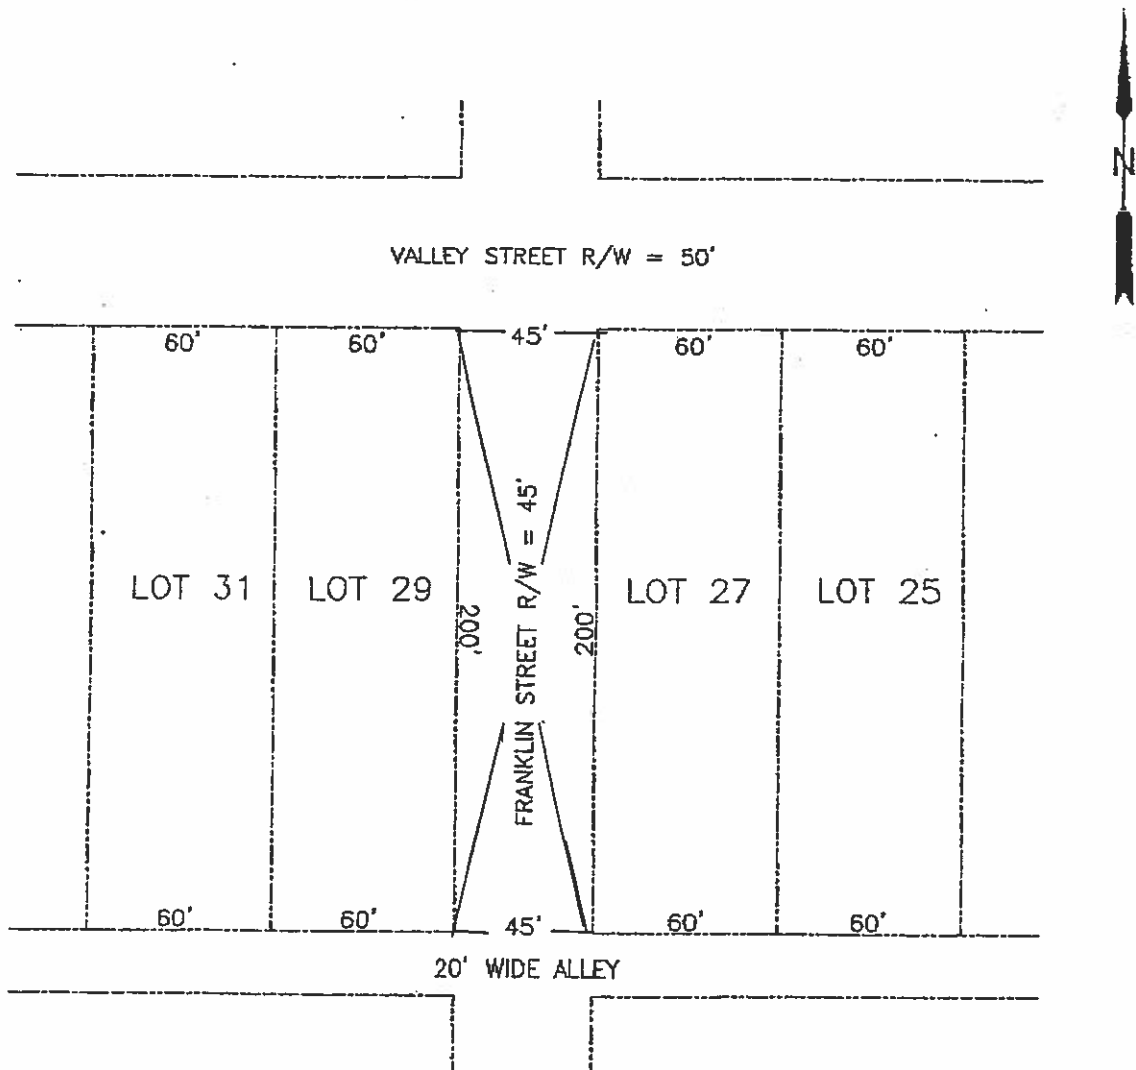 N
VALLEY STREET R/W = 50'
60'
60'
45'
60'
60'
LOT 31
LOT 29
200'
FRANKLIN STREET R/W = 45'
200'
LOT 27
LOT 25
60'
60'
45'
60'
60'
20' WIDE ALLEY